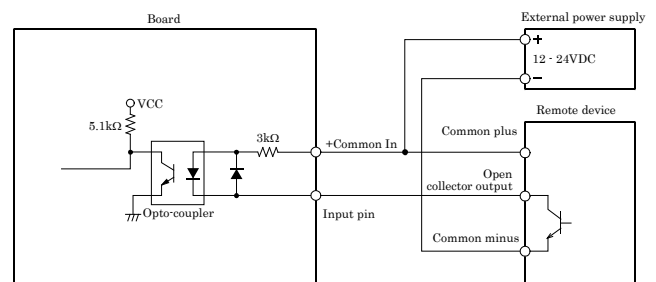 Board
External power supply
+
12 - 24VDC
−
VCC
5.1kΩ
3kΩ
Remote device
Common plus
+Common In
Open
collector output
Opto-coupler
Input pin
Common minus